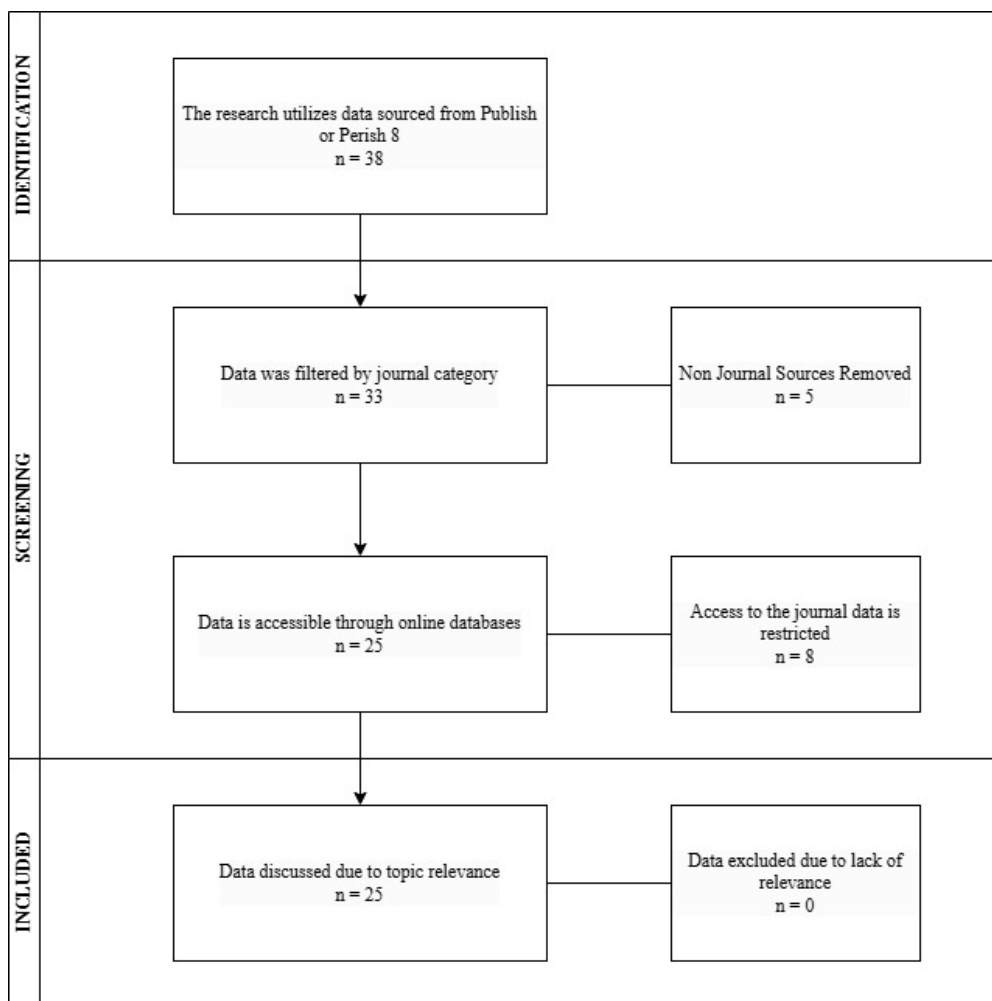 IDENTIFICATION
The research utilizes data sourced from Publish
or Perish 8
n = 38
SCREENING
Data was filtered by journal category
n = 33
Non Journal Sources Removed
n = 5
Data is accessible through online databases
n = 25
Access to the journal data is
restricted
n = 8
INCLUDED
Data discussed due to topic relevance
n = 25
Data excluded due to lack of
relevance
n = 0